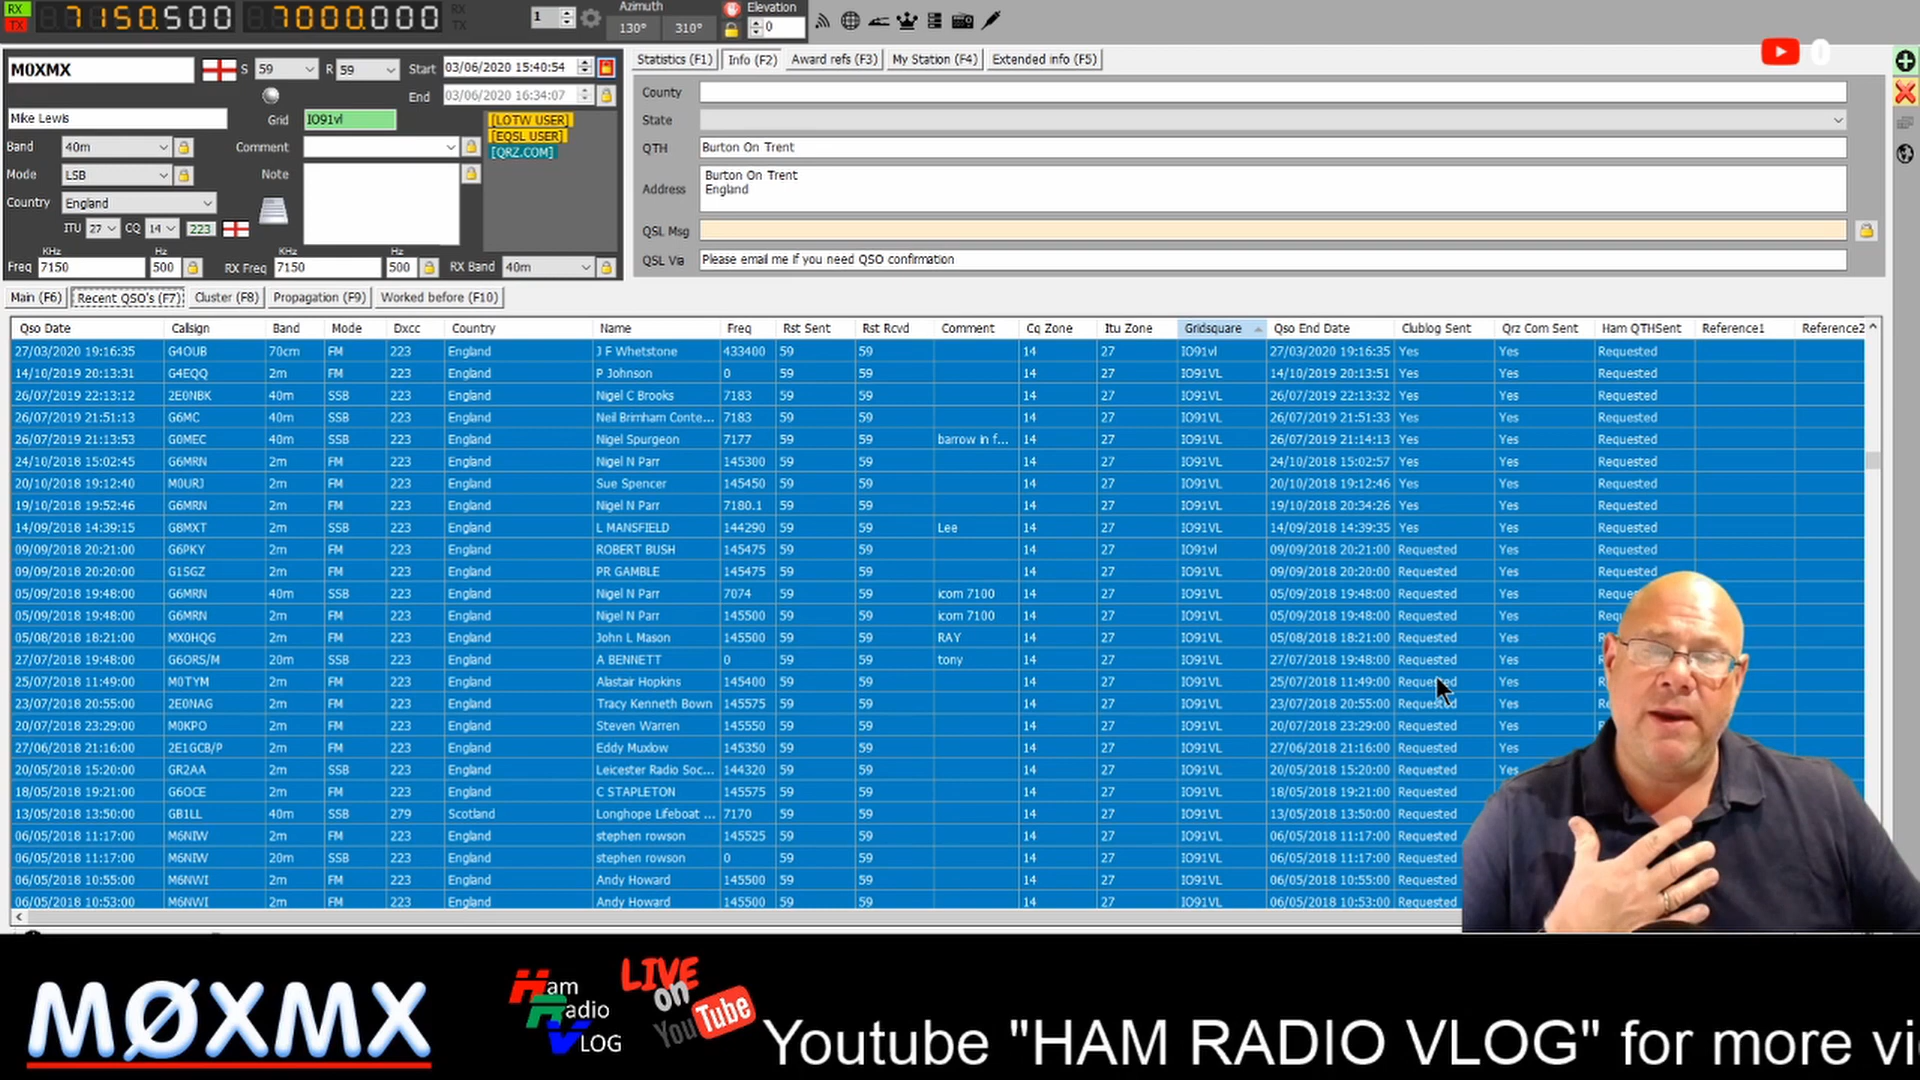 RX TX 7150.500 7000.000 RX TX 1 Azimuth 130° 310° Elevation 0
M0XMX S 59 R 59 Start 03/06/2020 15:40:54
End 03/06/2020 16:34:07
Mike Lewis Grid IO91vl
Band 40m Comment
Mode LSB Note
Country England
ITU 27 CQ 14 223
KHz Hz KHz Hz
Freq 7150 500 RX Freq 7150 500 RX Band 40m
[LOTW USER]
[EQSL USER]
[QRZ.COM]
Statistics (F1) Info (F2) Award refs (F3) My Station (F4) Extended info (F5)
County
State
QTH Burton On Trent
Address Burton On Trent
England
QSL Msg
QSL Via Please email me if you need QSO confirmation
0
Main (F6) Recent QSO's (F7) Cluster (F8) Propagation (F9) Worked before (F10)
Qso Date Callsign Band Mode Dxcc Country Name Freq Rst Sent Rst Rcvd Comment Cq Zone Itu Zone Gridsquare Qso End Date Clublog Sent Qrz Com Sent Ham QTHSent Reference1 Reference2
27/03/2020 19:16:35 G4OUB 70cm FM 223 England J F Whetstone 433400 59 59 14 27 IO91vl 27/03/2020 19:16:35 Yes Yes Requested
14/10/2019 20:13:31 G4EQQ 2m FM 223 England P Johnson 0 59 59 14 27 IO91VL 14/10/2019 20:13:51 Yes Yes Requested
26/07/2019 22:13:12 2E0NBK 40m SSB 223 England Nigel C Brooks 7183 59 59 14 27 IO91VL 26/07/2019 22:13:32 Yes Yes Requested
26/07/2019 21:51:13 G6MC 40m SSB 223 England Neil Brimham Conte... 7183 59 59 14 27 IO91VL 26/07/2019 21:51:33 Yes Yes Requested
26/07/2019 21:13:53 G0MEC 40m SSB 223 England Nigel Spurgeon 7177 59 59 barrow in f... 14 27 IO91VL 26/07/2019 21:14:13 Yes Yes Requested
24/10/2018 15:02:45 G6MRN 2m FM 223 England Nigel N Parr 145300 59 59 14 27 IO91VL 24/10/2018 15:02:57 Yes Yes Requested
20/10/2018 19:12:40 M0URJ 2m FM 223 England Sue Spencer 145450 59 59 14 27 IO91VL 20/10/2018 19:12:46 Yes Yes Requested
19/10/2018 19:52:46 G6MRN 2m FM 223 England Nigel N Parr 7180.1 59 59 14 27 IO91VL 19/10/2018 20:34:26 Yes Yes Requested
14/09/2018 14:39:15 G8MXT 2m SSB 223 England L MANSFIELD 144290 59 59 Lee 14 27 IO91VL 14/09/2018 14:39:35 Yes Yes Requested
09/09/2018 20:21:00 G6PKY 2m FM 223 England ROBERT BUSH 145475 59 59 14 27 IO91vl 09/09/2018 20:21:00 Requested Yes Requested
09/09/2018 20:20:00 G1SGZ 2m FM 223 England PR GAMBLE 145475 59 59 14 27 IO91VL 09/09/2018 20:20:00 Requested Yes Requested
05/09/2018 19:48:00 G6MRN 40m SSB 223 England Nigel N Parr 7074 59 59 icom 7100 14 27 IO91VL 05/09/2018 19:48:00 Requested Yes
05/09/2018 19:48:00 G6MRN 2m FM 223 England Nigel N Parr 145500 59 59 icom 7100 14 27 IO91VL 05/09/2018 19:48:00 Requested Yes
05/08/2018 18:21:00 MX0HQG 2m FM 223 England John L Mason 145500 59 59 RAY 14 27 IO91VL 05/08/2018 18:21:00 Requested Yes
27/07/2018 19:48:00 G6ORS/M 20m SSB 223 England A BENNETT 0 59 59 tony 14 27 IO91VL 27/07/2018 19:48:00 Requested Yes
25/07/2018 11:49:00 M0TYM 2m FM 223 England Alastair Hopkins 145400 59 59 14 27 IO91VL 25/07/2018 11:49:00 Requested Yes
23/07/2018 20:55:00 2E0NAG 2m FM 223 England Tracy Kenneth Bown 145575 59 59 14 27 IO91VL 23/07/2018 20:55:00 Requested Yes
20/07/2018 23:29:00 M0KPO 2m FM 223 England Steven Warren 145550 59 59 14 27 IO91VL 20/07/2018 23:29:00 Requested Yes
27/06/2018 21:16:00 2E1GCB/P 2m FM 223 England Eddy Muxlow 145350 59 59 14 27 IO91VL 27/06/2018 21:16:00 Requested Yes
20/05/2018 15:20:00 GR2AA 2m SSB 223 England Leicester Radio Soc... 144320 59 59 14 27 IO91VL 20/05/2018 15:20:00 Requested Yes
18/05/2018 19:21:00 G6OCE 2m FM 223 England C STAPLETON 145575 59 59 14 27 IO91VL 18/05/2018 19:21:00 Requested
13/05/2018 13:50:00 GB1LL 40m SSB 279 Scotland Longhope Lifeboat ... 7170 59 59 14 27 IO91VL 13/05/2018 13:50:00 Requested
06/05/2018 11:17:00 M6NIW 2m FM 223 England stephen rowson 145525 59 59 14 27 IO91VL 06/05/2018 11:17:00 Requested
06/05/2018 11:17:00 M6NIW 20m SSB 223 England stephen rowson 0 59 59 14 27 IO91VL 06/05/2018 11:17:00 Requested
06/05/2018 10:55:00 M6NWI 2m FM 223 England Andy Howard 145500 59 59 14 27 IO91VL 06/05/2018 10:55:00 Requested
06/05/2018 10:53:00 M6NWI 2m FM 223 England Andy Howard 145500 59 59 14 27 IO91VL 06/05/2018 10:53:00 Requested
MØXMX
Ham
Radio
VLOG
LIVE
on
YouTube
Youtube "HAM RADIO VLOG" for more vi